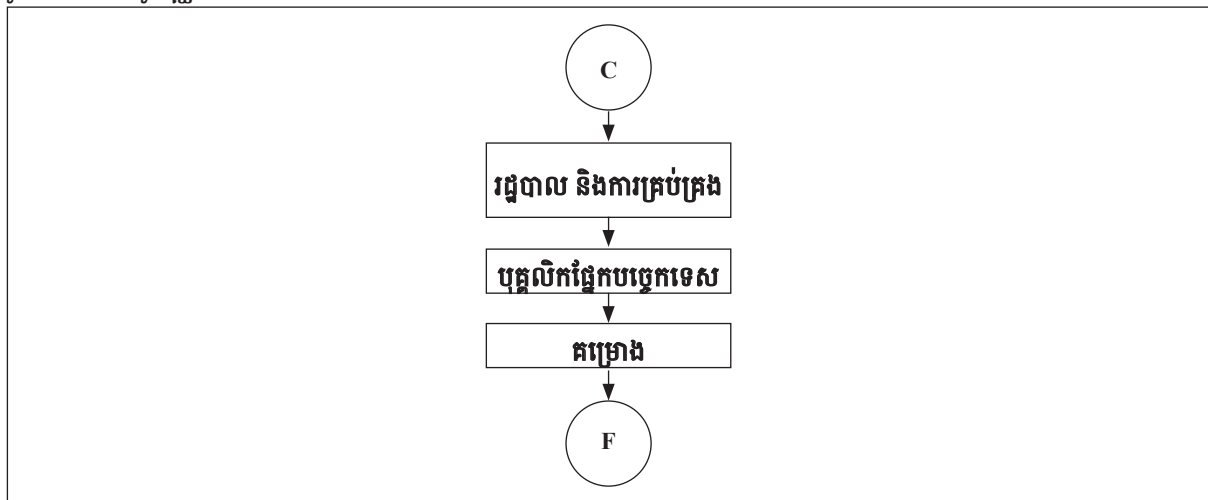 C
រដ្ឋបាល និងការគ្រប់គ្រង
បុគ្គលិកផ្នែកបច្ចេកទេស
គម្រោង
F